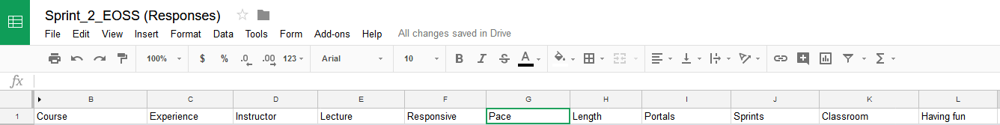 Sprint_2_EOSS (Responses)
File Edit View Insert Format Data Tools Form Add-ons Help All changes saved in Drive
100% $ % .0 .00 123 Arial 10 B I S A Σ
fx
B C D E F G H I J K L
1 Course Experience Instructor Lecture Responsive Pace Length Portals Sprints Classroom Having fun